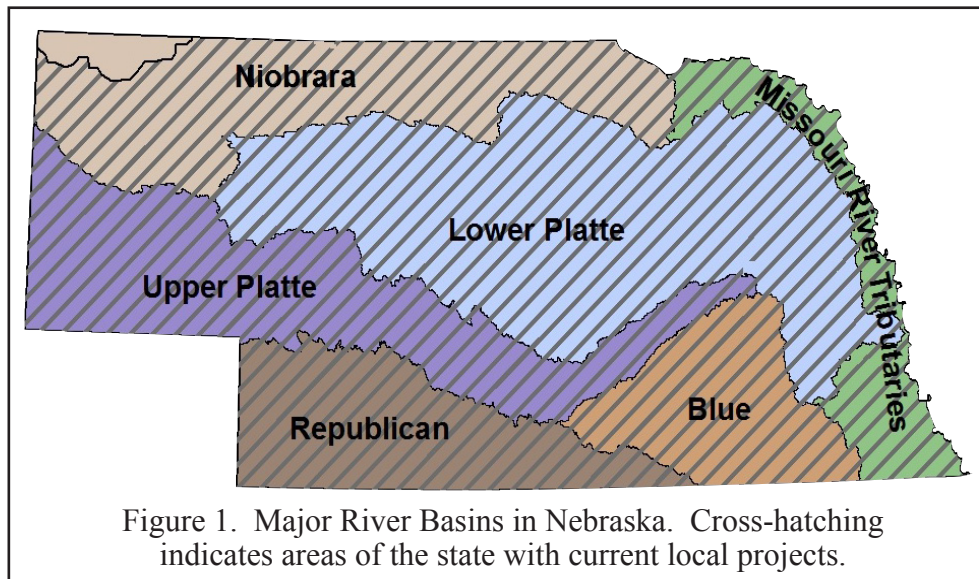 Niobrara
Missouri River Tributaries
Lower Platte
Upper Platte
Blue
Republican
Figure 1.  Major River Basins in Nebraska.  Cross-hatching
indicates areas of the state with current local projects.